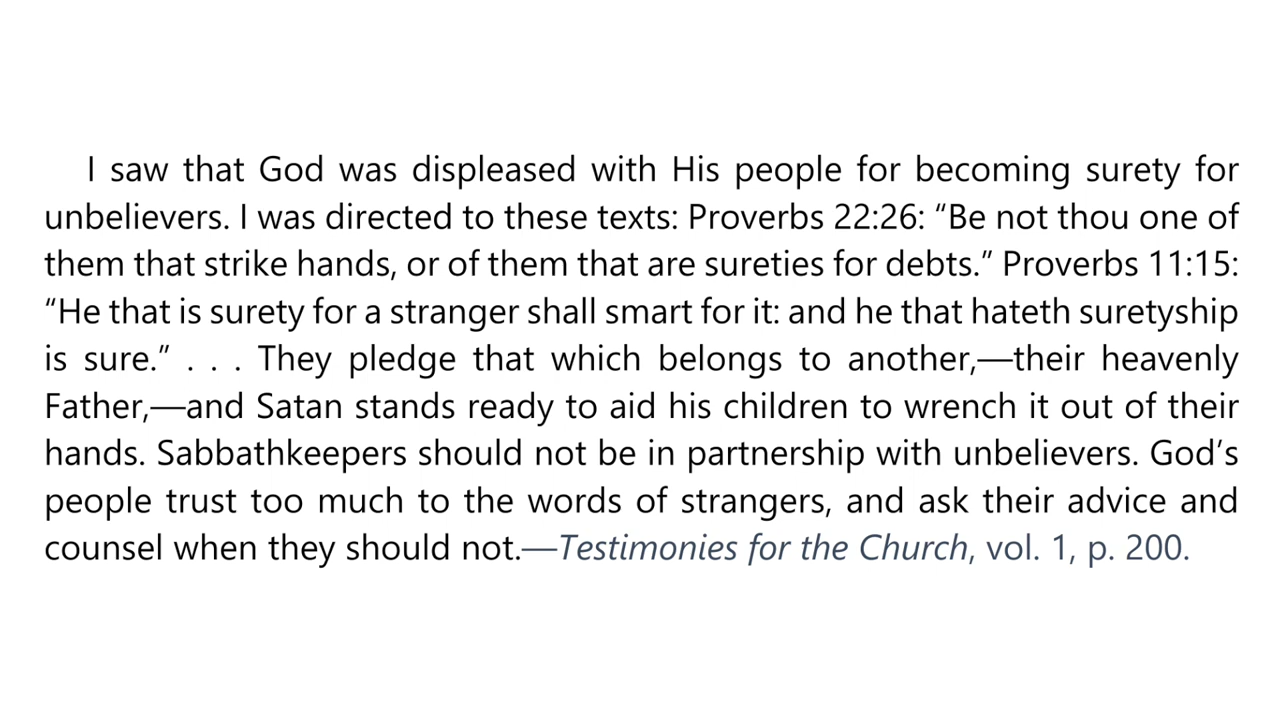 I saw that God was displeased with His people for becoming surety for
unbelievers. I was directed to these texts: Proverbs 22:26: “Be not thou one of
them that strike hands, or of them that are sureties for debts.” Proverbs 11:15:
“He that is surety for a stranger shall smart for it: and he that hateth suretyship
is sure.” . . . They pledge that which belongs to another,—their heavenly
Father,—and Satan stands ready to aid his children to wrench it out of their
hands. Sabbathkeepers should not be in partnership with unbelievers. God’s
people trust too much to the words of strangers, and ask their advice and
counsel when they should not.—Testimonies for the Church, vol. 1, p. 200.